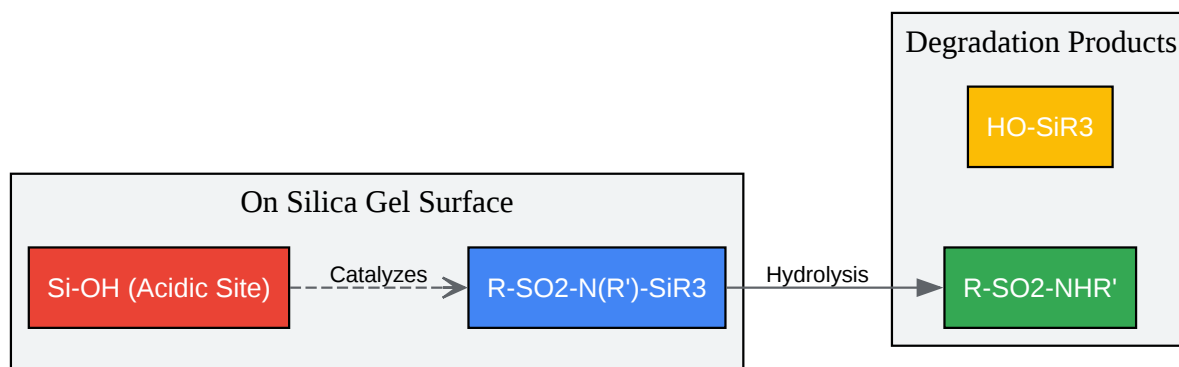 Degradation Products
HO-SiR3
On Silica Gel Surface
Si-OH (Acidic Site)
Catalyzes
R-SO2-N(R')-SiR3
Hydrolysis
R-SO2-NHR'